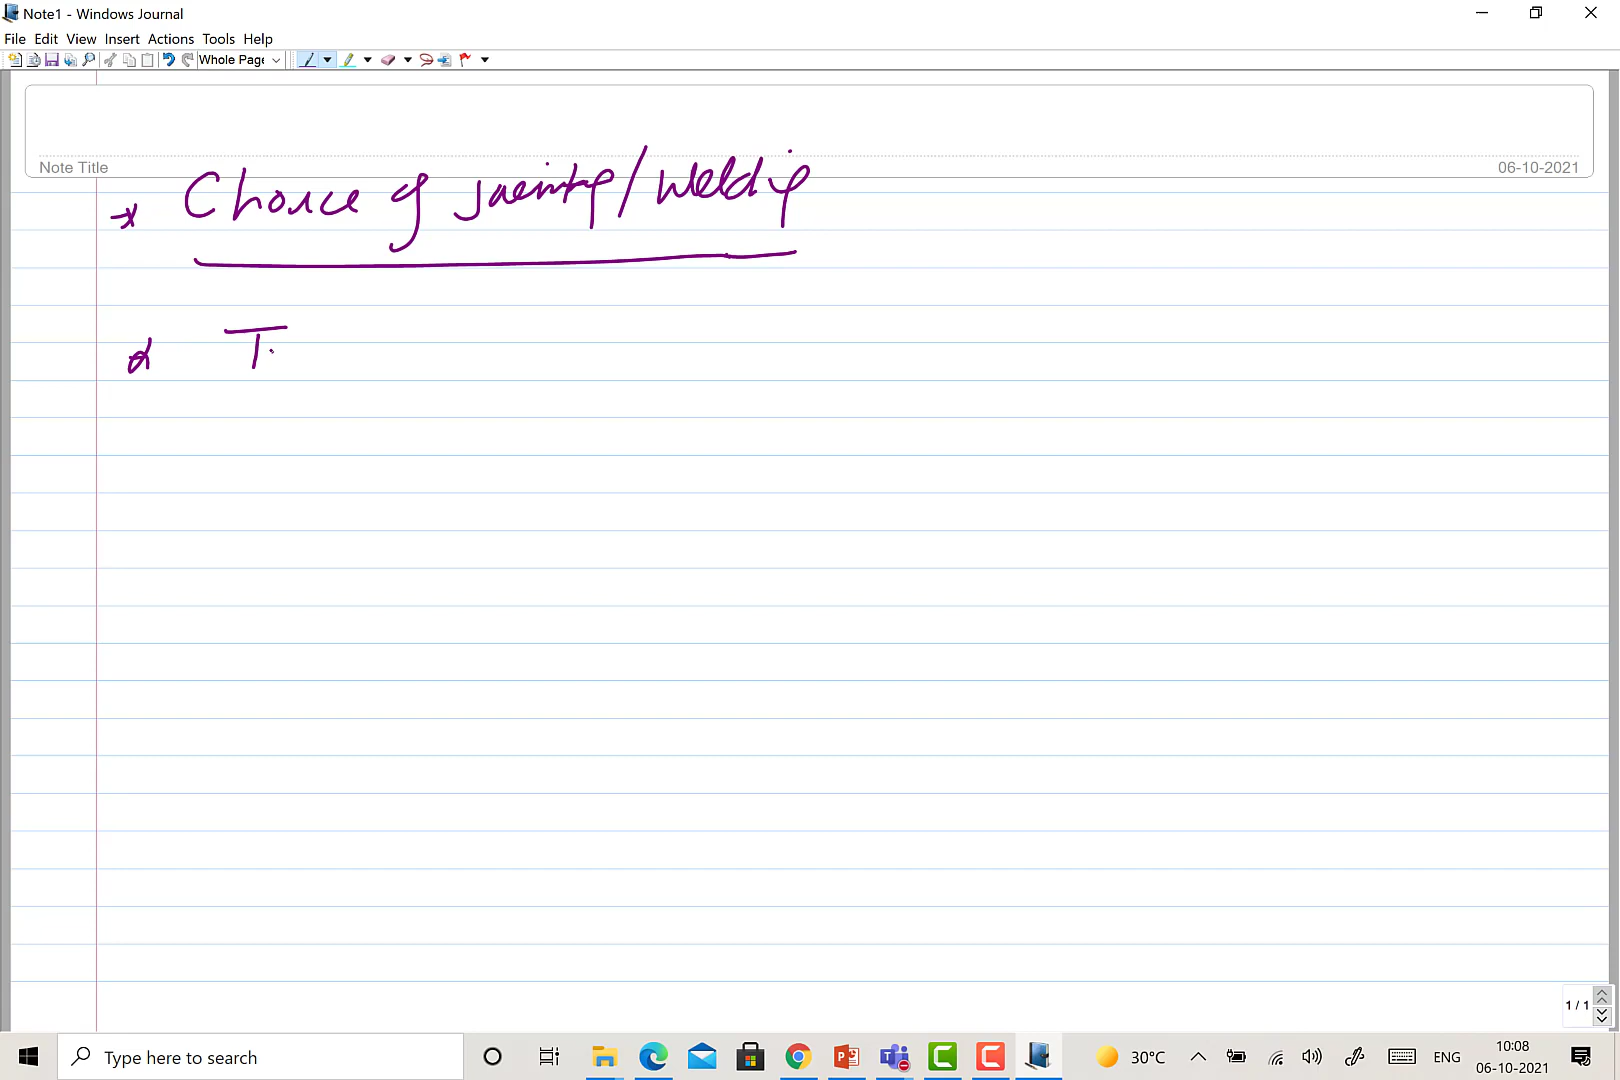 Note1 - Windows Journal
File Edit View Insert Actions Tools Help
Whole Page
Note Title
06-10-2021
* Choice of joining/Welding
* T
1 / 1
Type here to search
30°C
ENG
10:08
06-10-2021